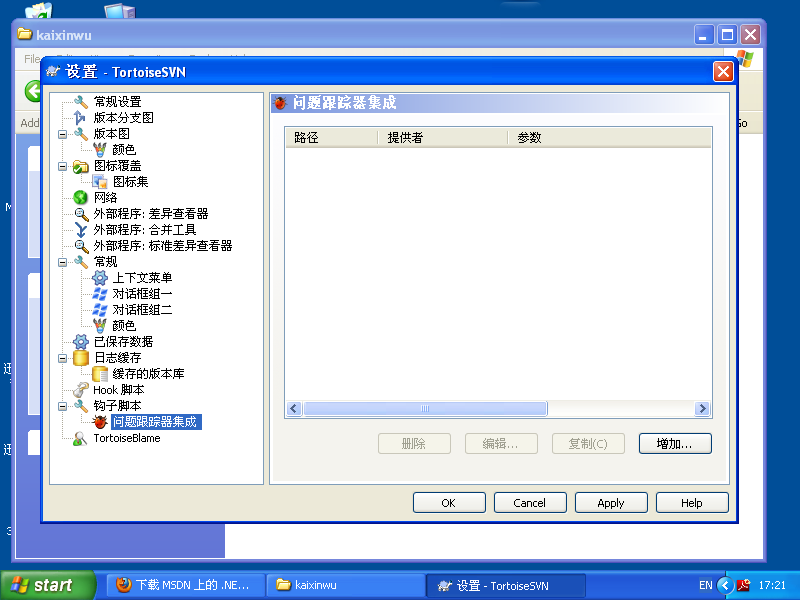 kaixinwu
File
设置 - TortoiseSVN
Add
Go
常规设置
版本分支图
版本图
颜色
图标覆盖
图标集
网络
外部程序: 差异查看器
外部程序: 合并工具
外部程序: 标准差异查看器
常规
上下文菜单
对话框组一
对话框组二
颜色
已保存数据
日志缓存
缓存的版本库
Hook 脚本
钩子脚本
问题跟踪器集成
TortoiseBlame
问题跟踪器集成
路径 提供者 参数
删除 编辑... 复制(C) 增加...
OK Cancel Apply Help
start 下载 MSDN 上的 .NE... kaixinwu 设置 - TortoiseSVN EN 17:21